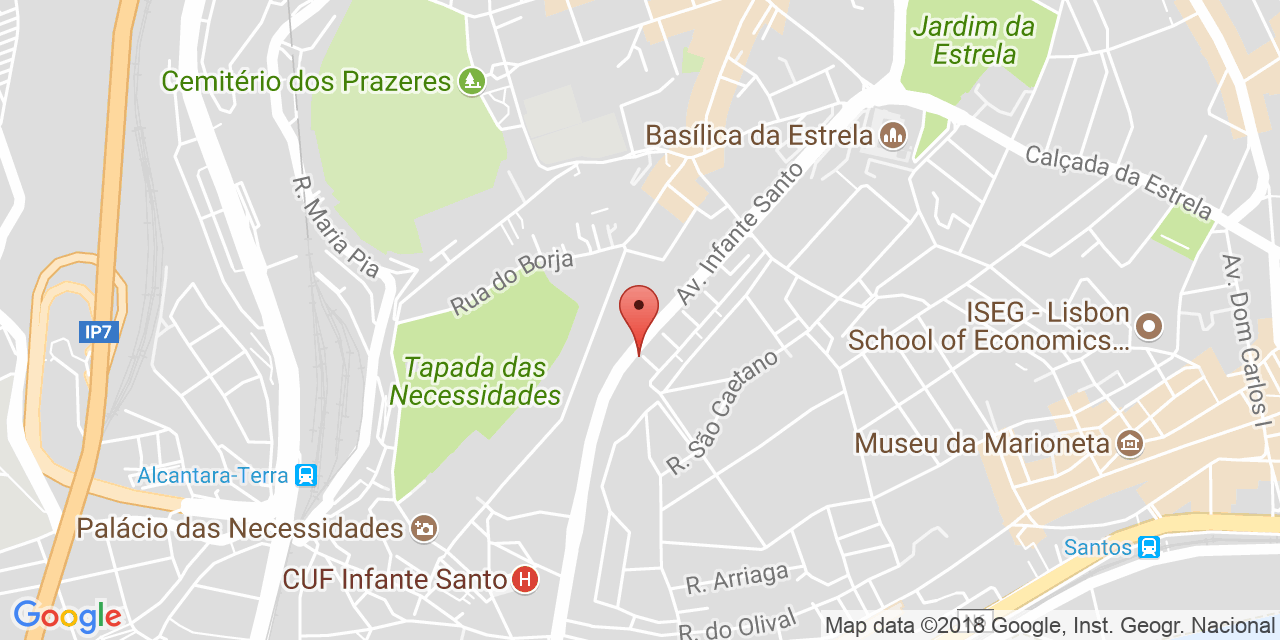 Jardim da
Estrela
Cemitério dos Prazeres
Basílica da Estrela
Calçada da Estrela
R. Maria Pia
Av. Infante Santo
Rua do Borja
Av. Dom Carlos I
IP7
ISEG - Lisbon
School of Economics...
Tapada das
Necessidades
R. São Caetano
Museu da Marioneta
Alcantara-Terra
Palácio das Necessidades
Santos
CUF Infante Santo
H
R. Arriaga
R. do Olival
Google
Map data ©2018 Google, Inst. Geogr. Nacional